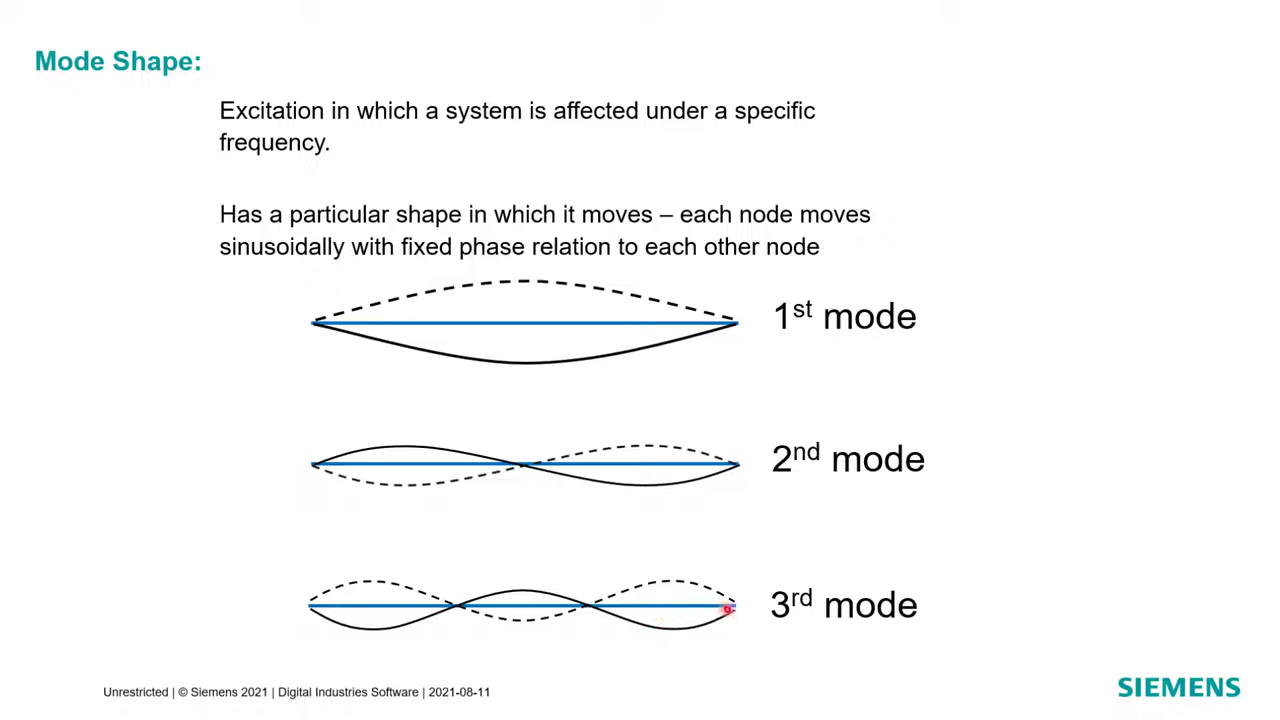 Mode Shape:
Excitation in which a system is affected under a specific
frequency.
Has a particular shape in which it moves – each node moves
sinusoidally with fixed phase relation to each other node
1st mode
2nd mode
3rd mode
Unrestricted | © Siemens 2021 | Digital Industries Software | 2021-08-11
SIEMENS